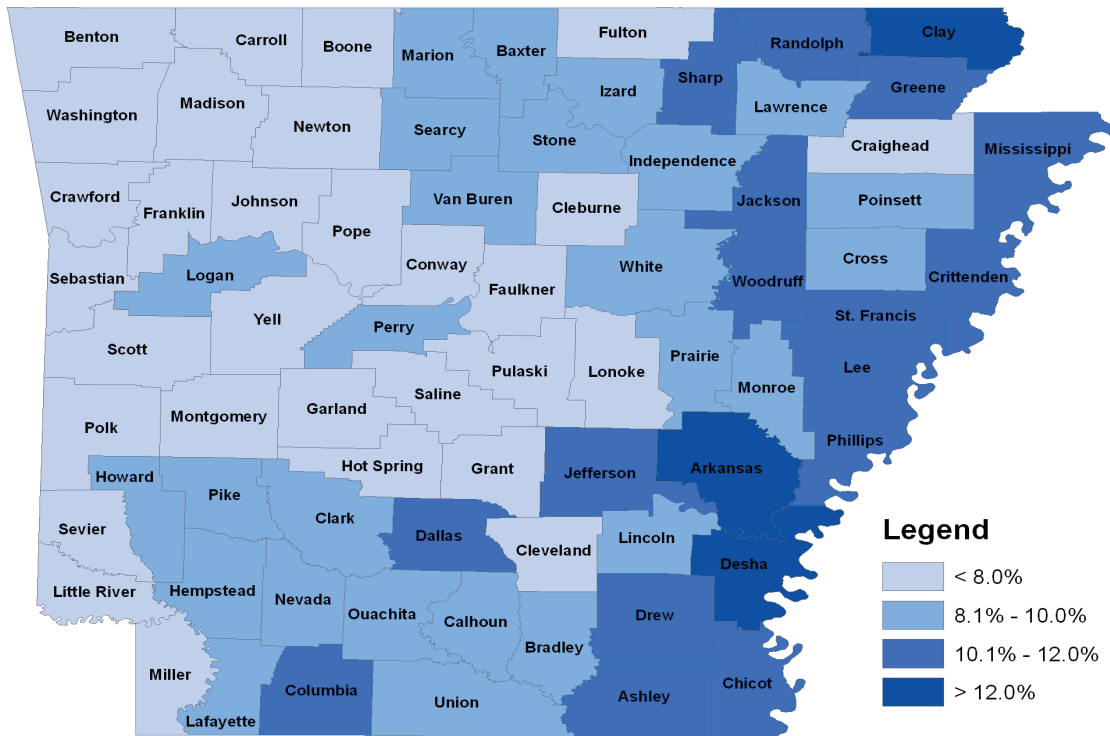 Benton
Carroll
Boone
Marion
Baxter
Fulton
Randolph
Clay
Sharp
Izard
Greene
Lawrence
Madison
Washington
Newton
Searcy
Stone
Craighead
Mississippi
Independence
Crawford
Franklin
Johnson
Van Buren
Cleburne
Jackson
Poinsett
Pope
Sebastian
Logan
Conway
White
Cross
Crittenden
Woodruff
Faulkner
St. Francis
Yell
Perry
Scott
Prairie
Lee
Pulaski
Lonoke
Monroe
Saline
Garland
Montgomery
Polk
Phillips
Hot Spring
Grant
Jefferson
Arkansas
Howard
Pike
Clark
Sevier
Dallas
Cleveland
Lincoln
Desha
Little River
Hempstead
Nevada
Ouachita
Calhoun
Drew
Bradley
Miller
Columbia
Chicot
Union
Ashley
Lafayette
Legend
< 8.0%
8.1% - 10.0%
10.1% - 12.0%
> 12.0%